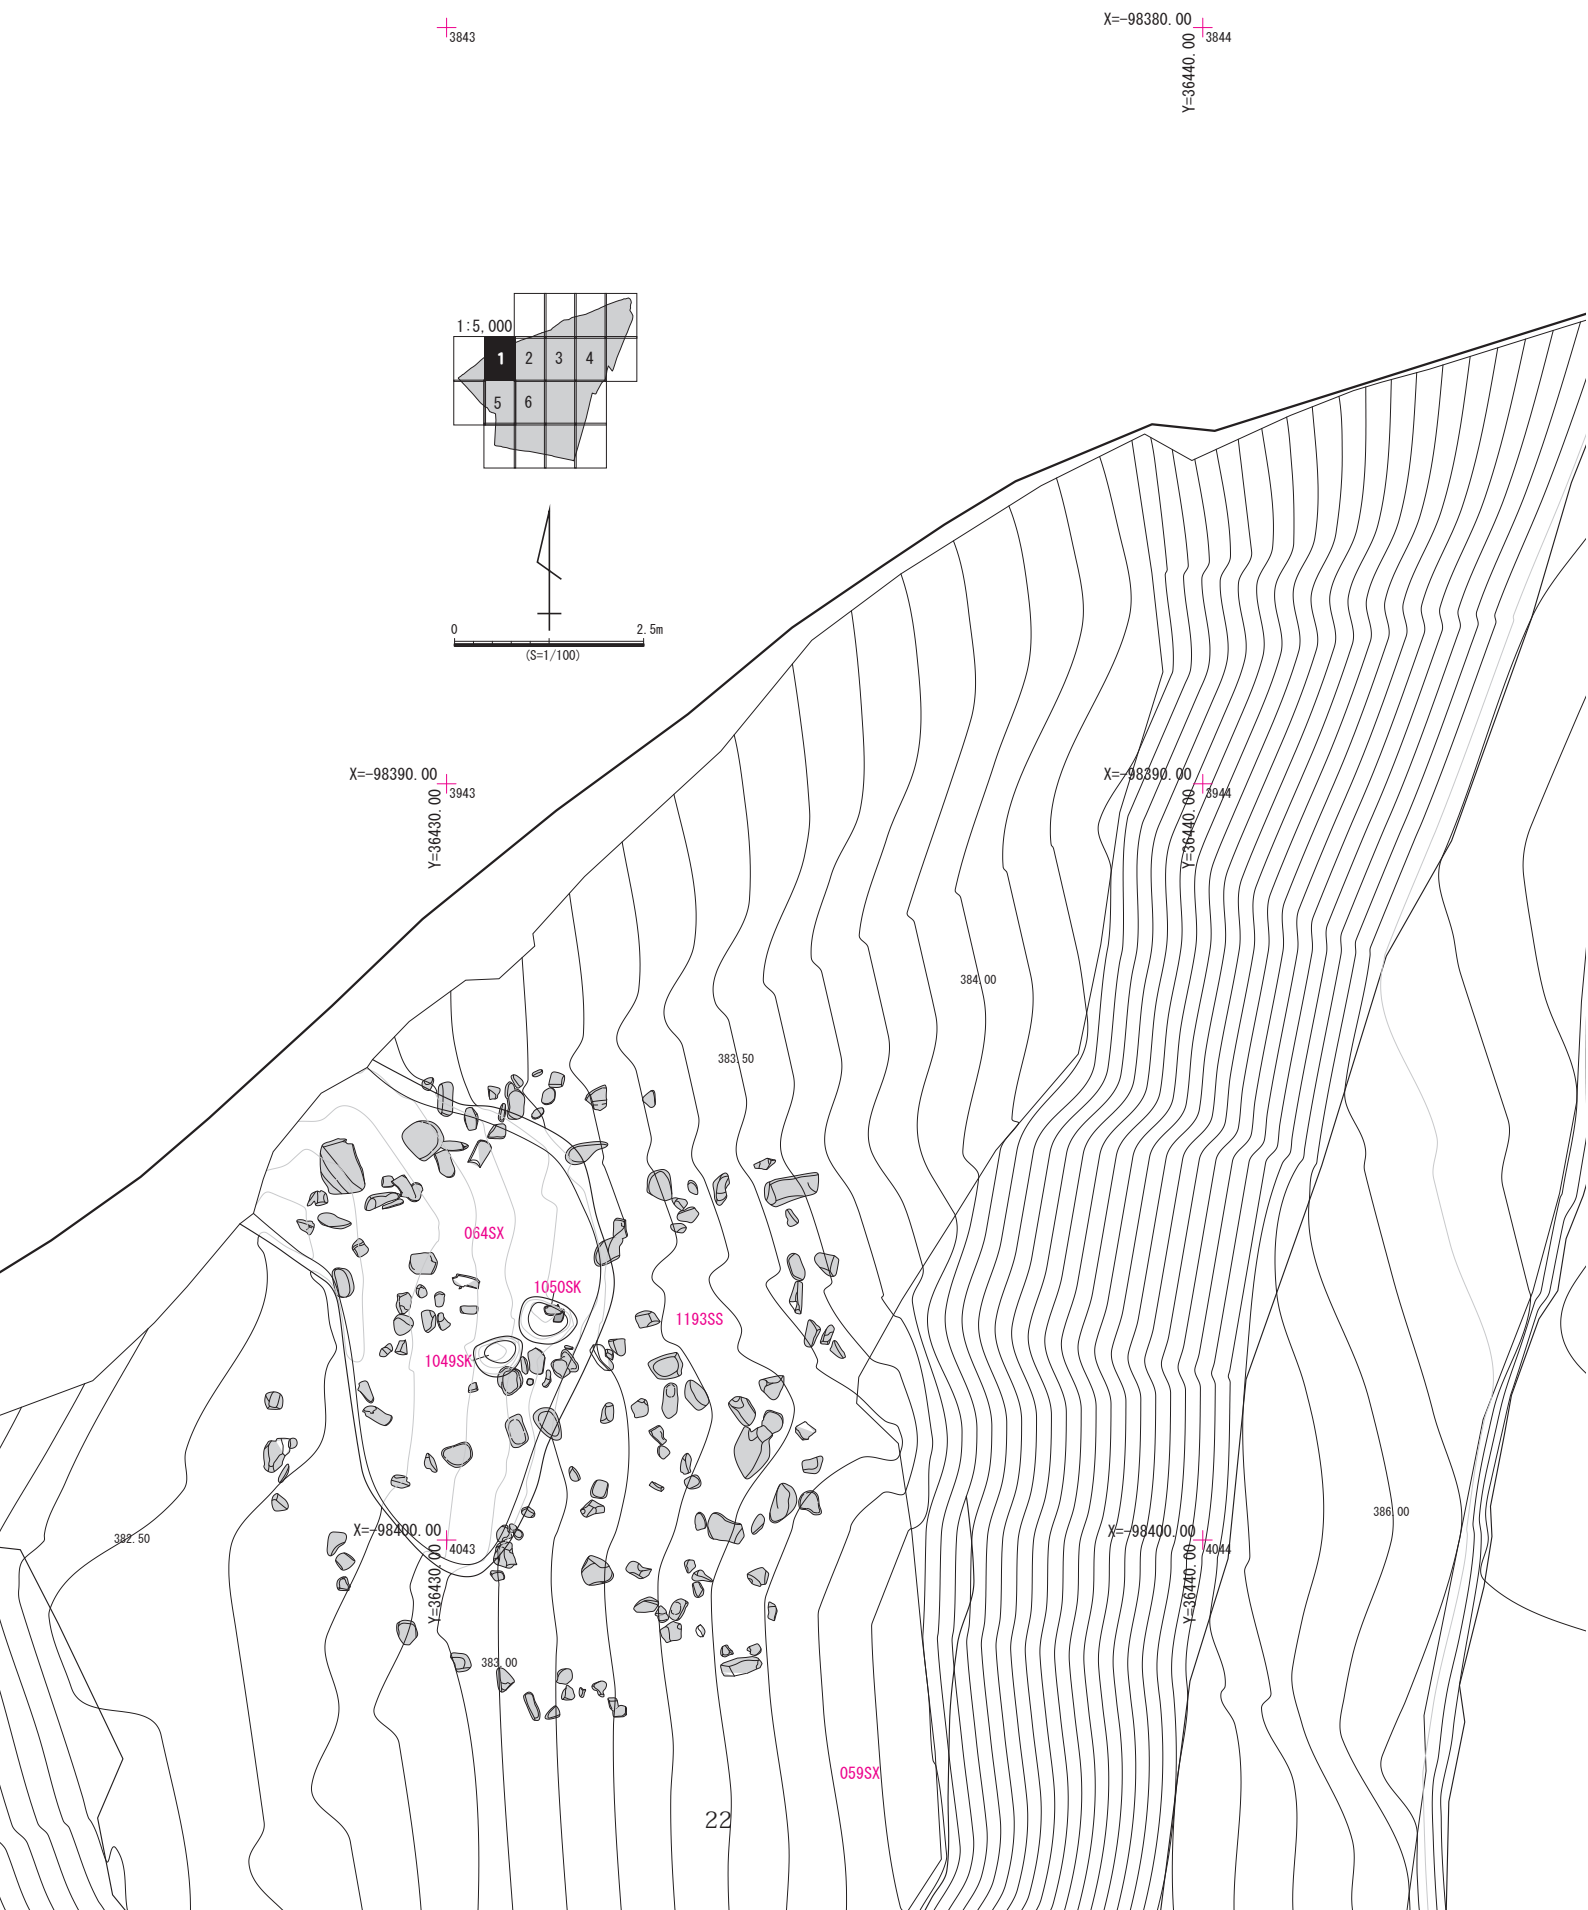 X=-98380.00
3843
3844
Y=36440.00
1:5,000
1
2
3
4
5
6
0
2.5m
(S=1/100)
X=-98390.00
3943
Y=36430.00
X=-98390.00
3944
Y=36440.00
384.00
383.50
064SX
1050SK
1193SS
1049SK
386.00
382.50
X=-98400.00
4043
Y=36430.00
X=-98400.00
4044
Y=36440.00
383.00
059SX
22